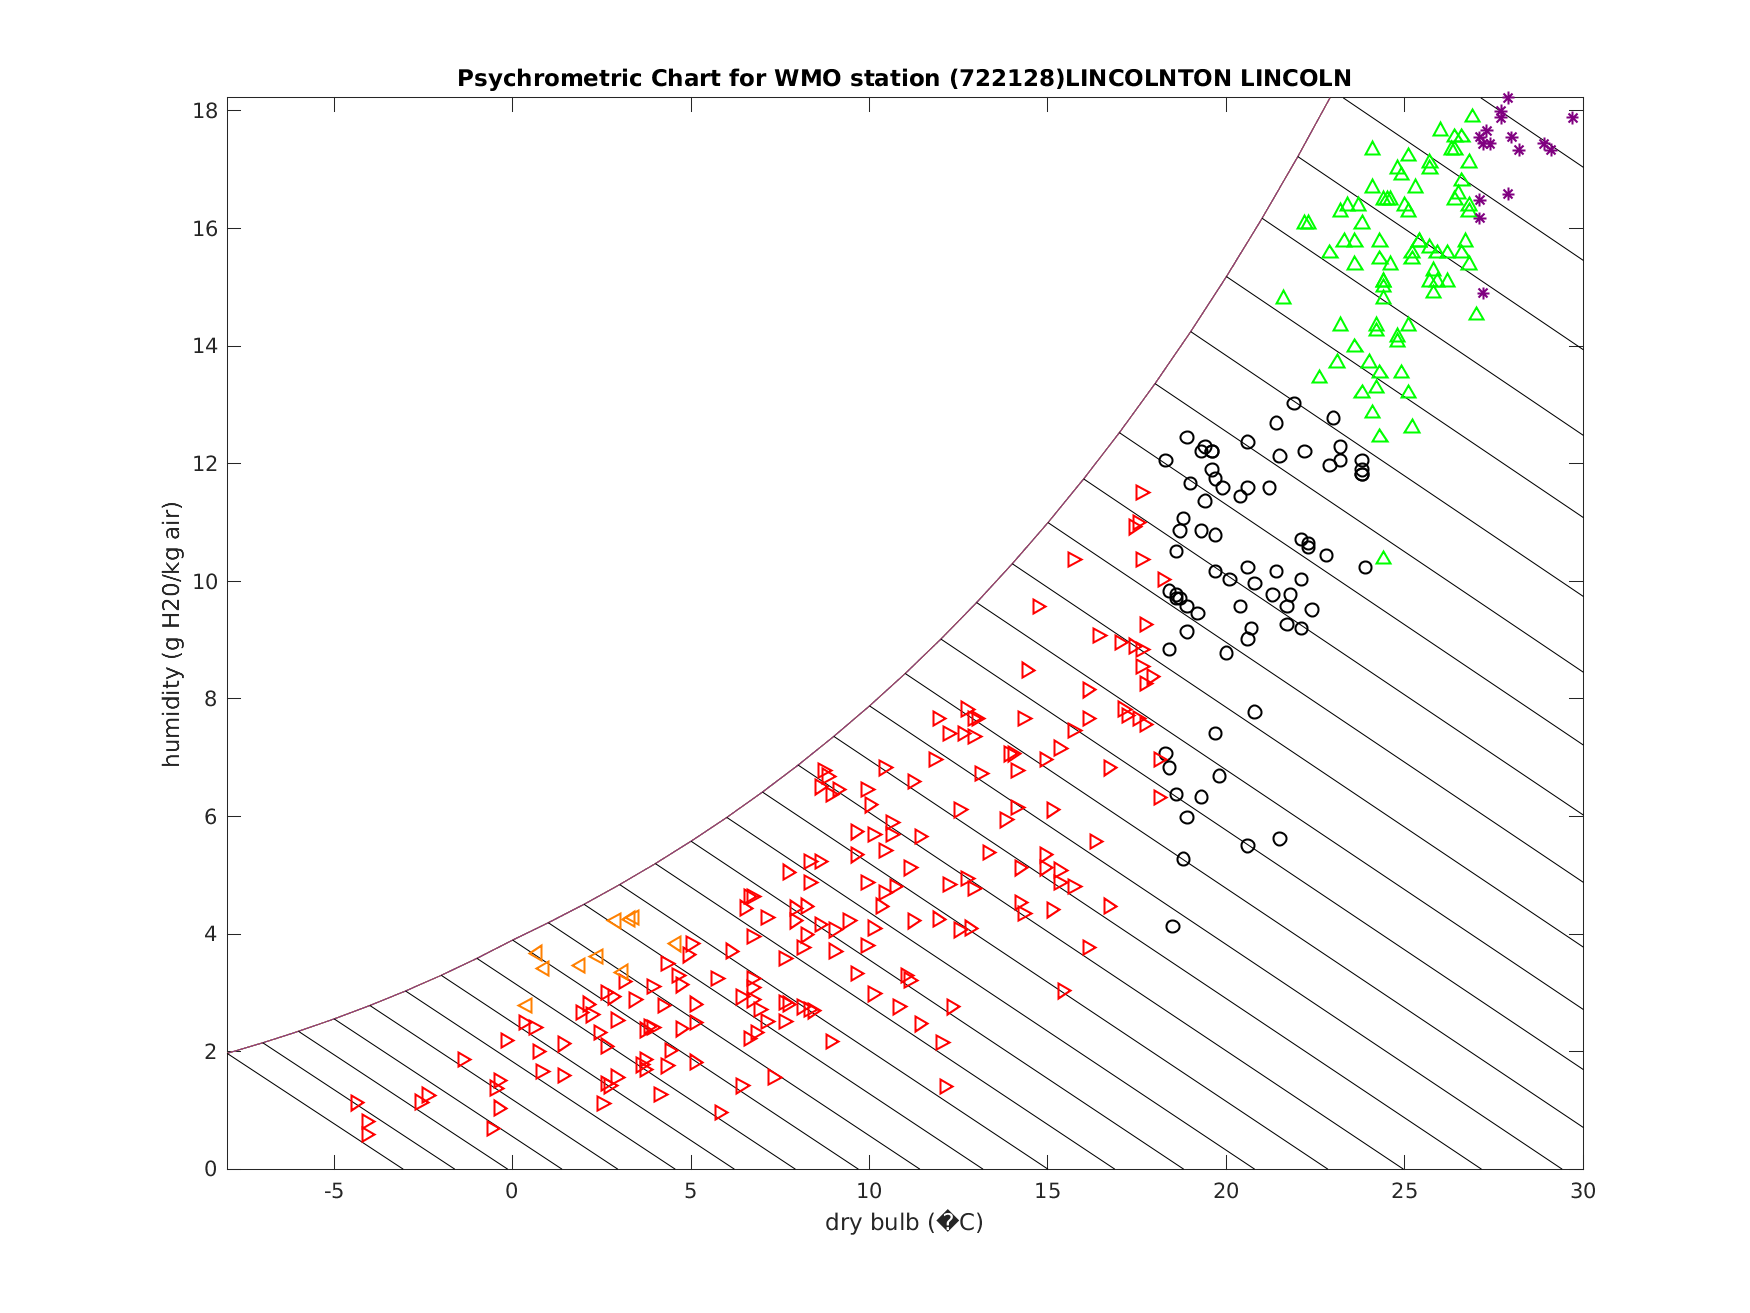 Psychrometric Chart for WMO station (722128)LINCOLNTON LINCOLN
18
16
14
12
10
8
6
4
2
0
humidity (g H20/kg air)
-5 0 5 10 15 20 25 30
dry bulb (�C)